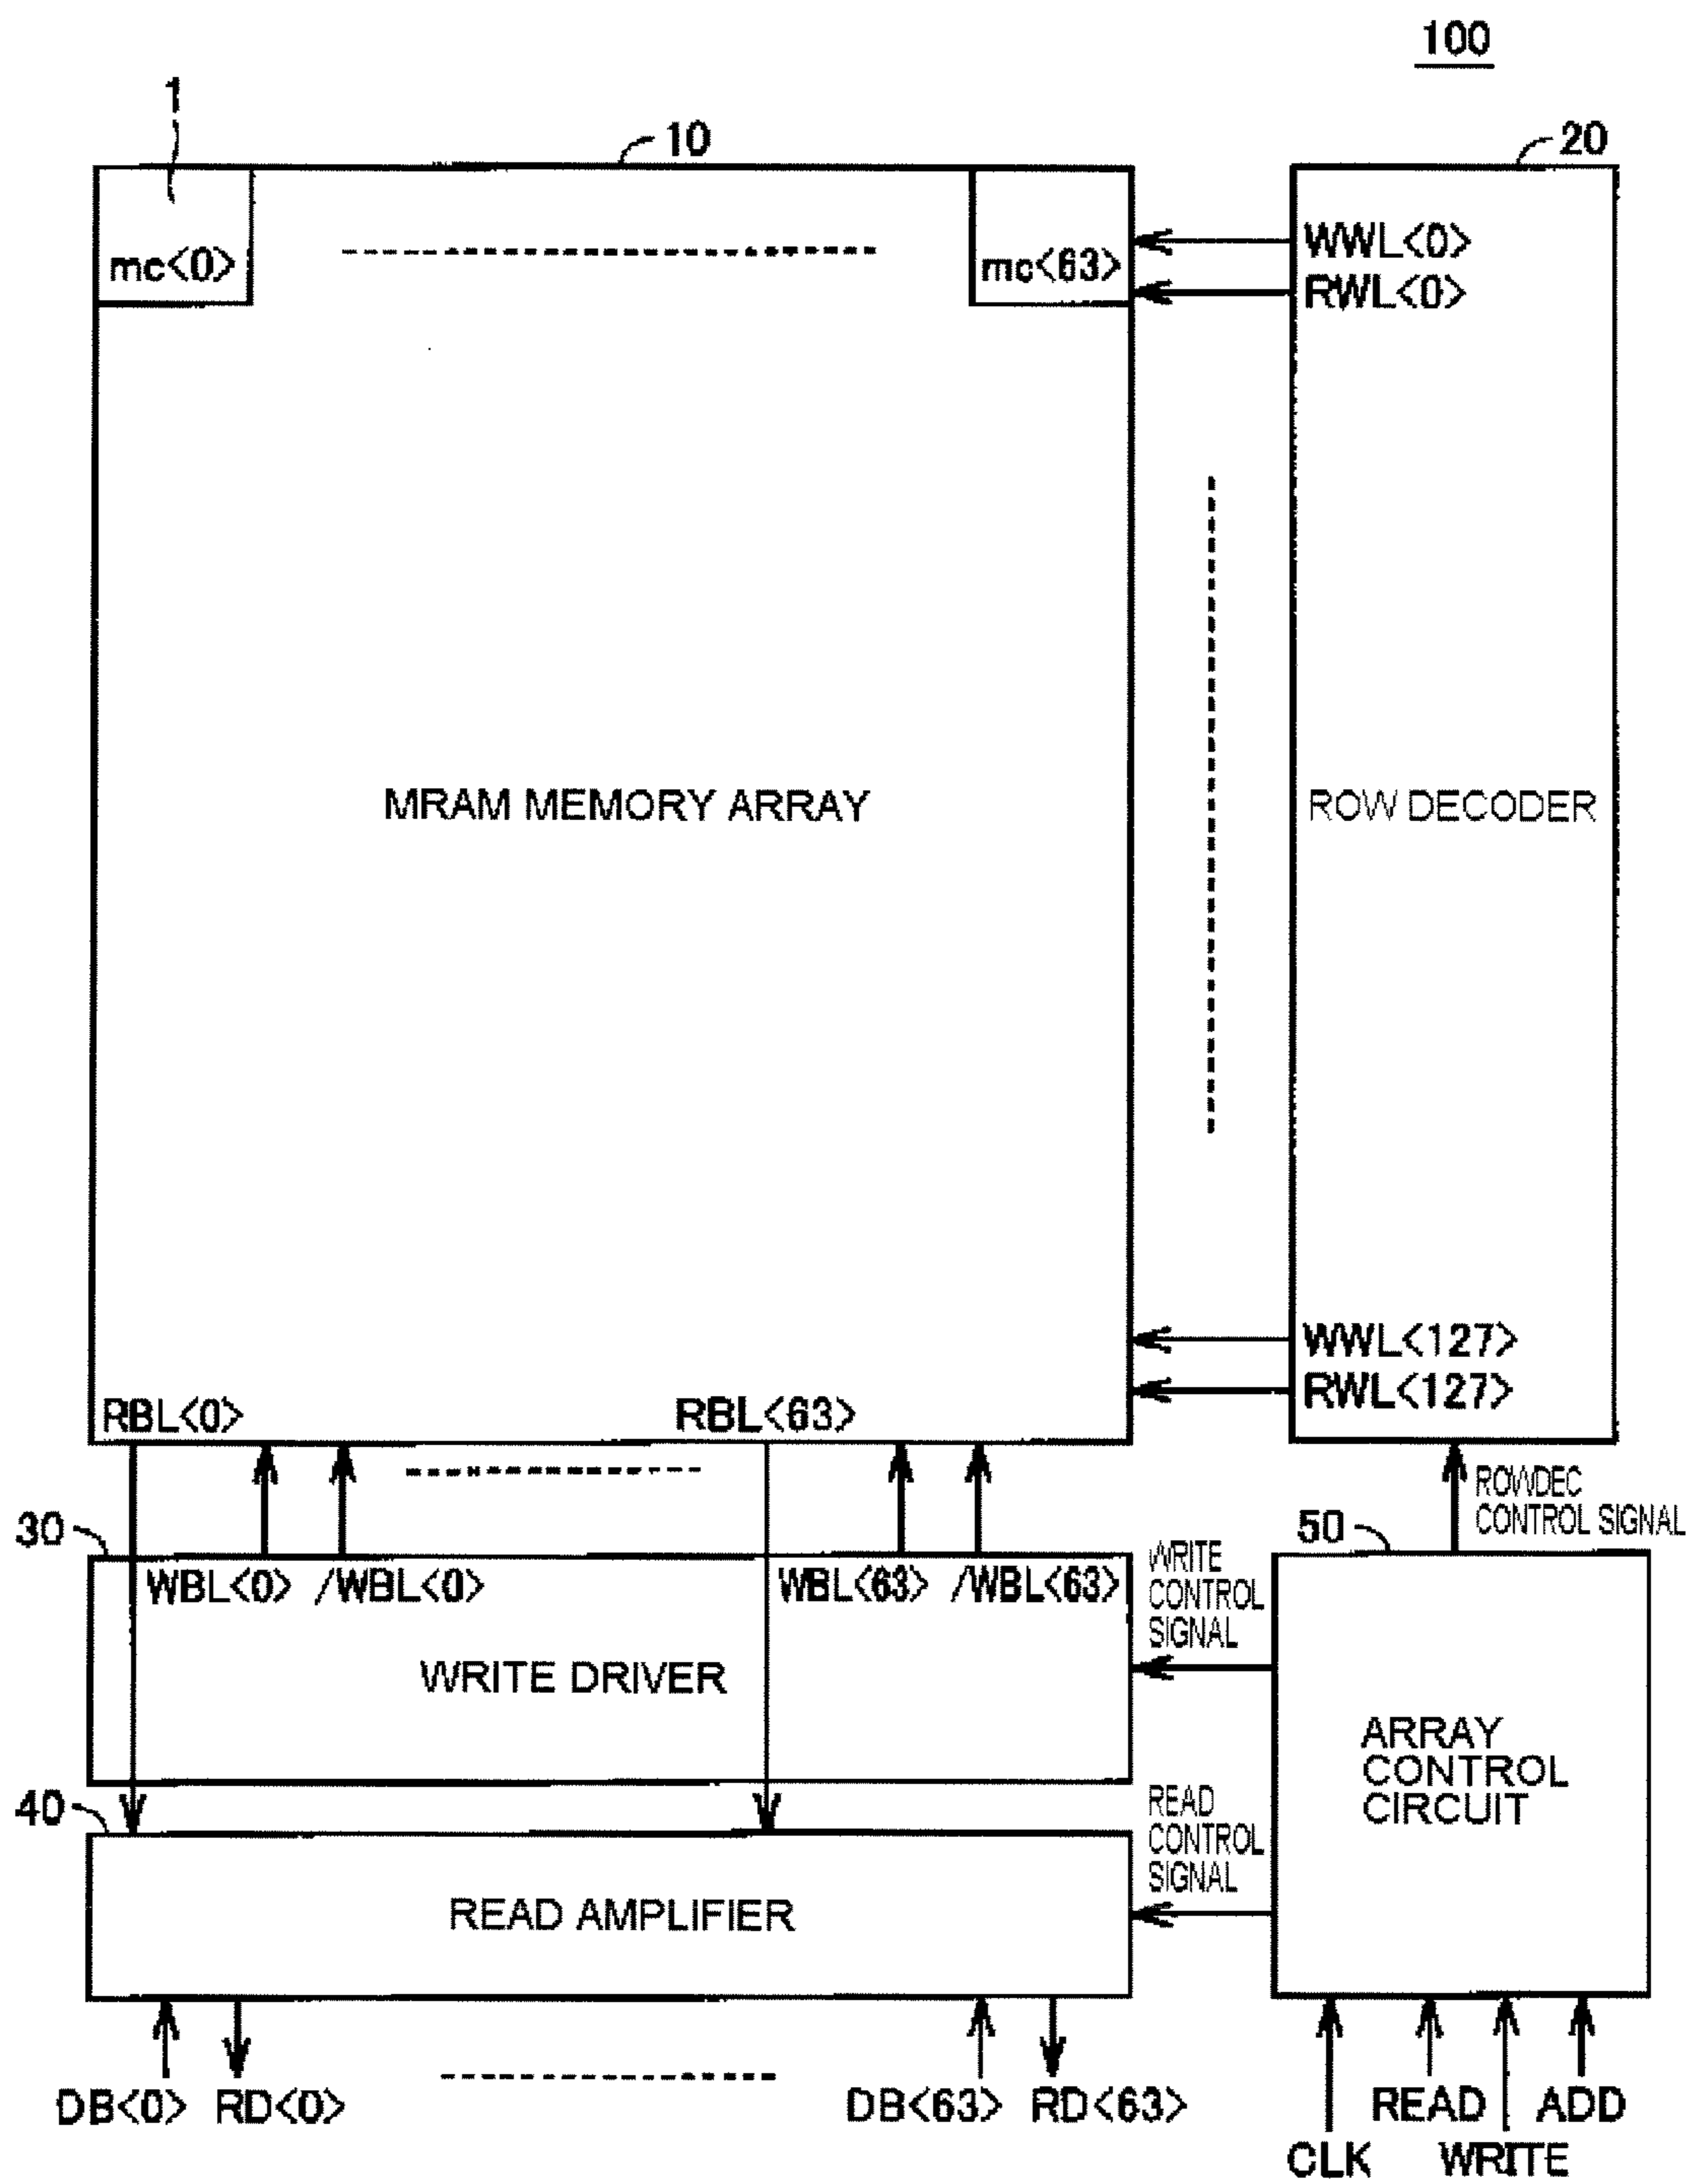 100
1
10
20
mc<0>
mc<63>
WWL<0>
RWL<0>
MRAM MEMORY ARRAY
ROW DECODER
WWL<127>
RWL<127>
RBL<0>
RBL<63>
ROWDEC
CONTROL SIGNAL
30
50
WBL<0> /WBL<0>
WBL<63> /WBL<63>
WRITE
CONTROL
SIGNAL
WRITE DRIVER
ARRAY
CONTROL
CIRCUIT
40
READ
CONTROL
SIGNAL
READ AMPLIFIER
DB<0> RD<0>
DB<63> RD<63>
READ ADD
CLK WRITE